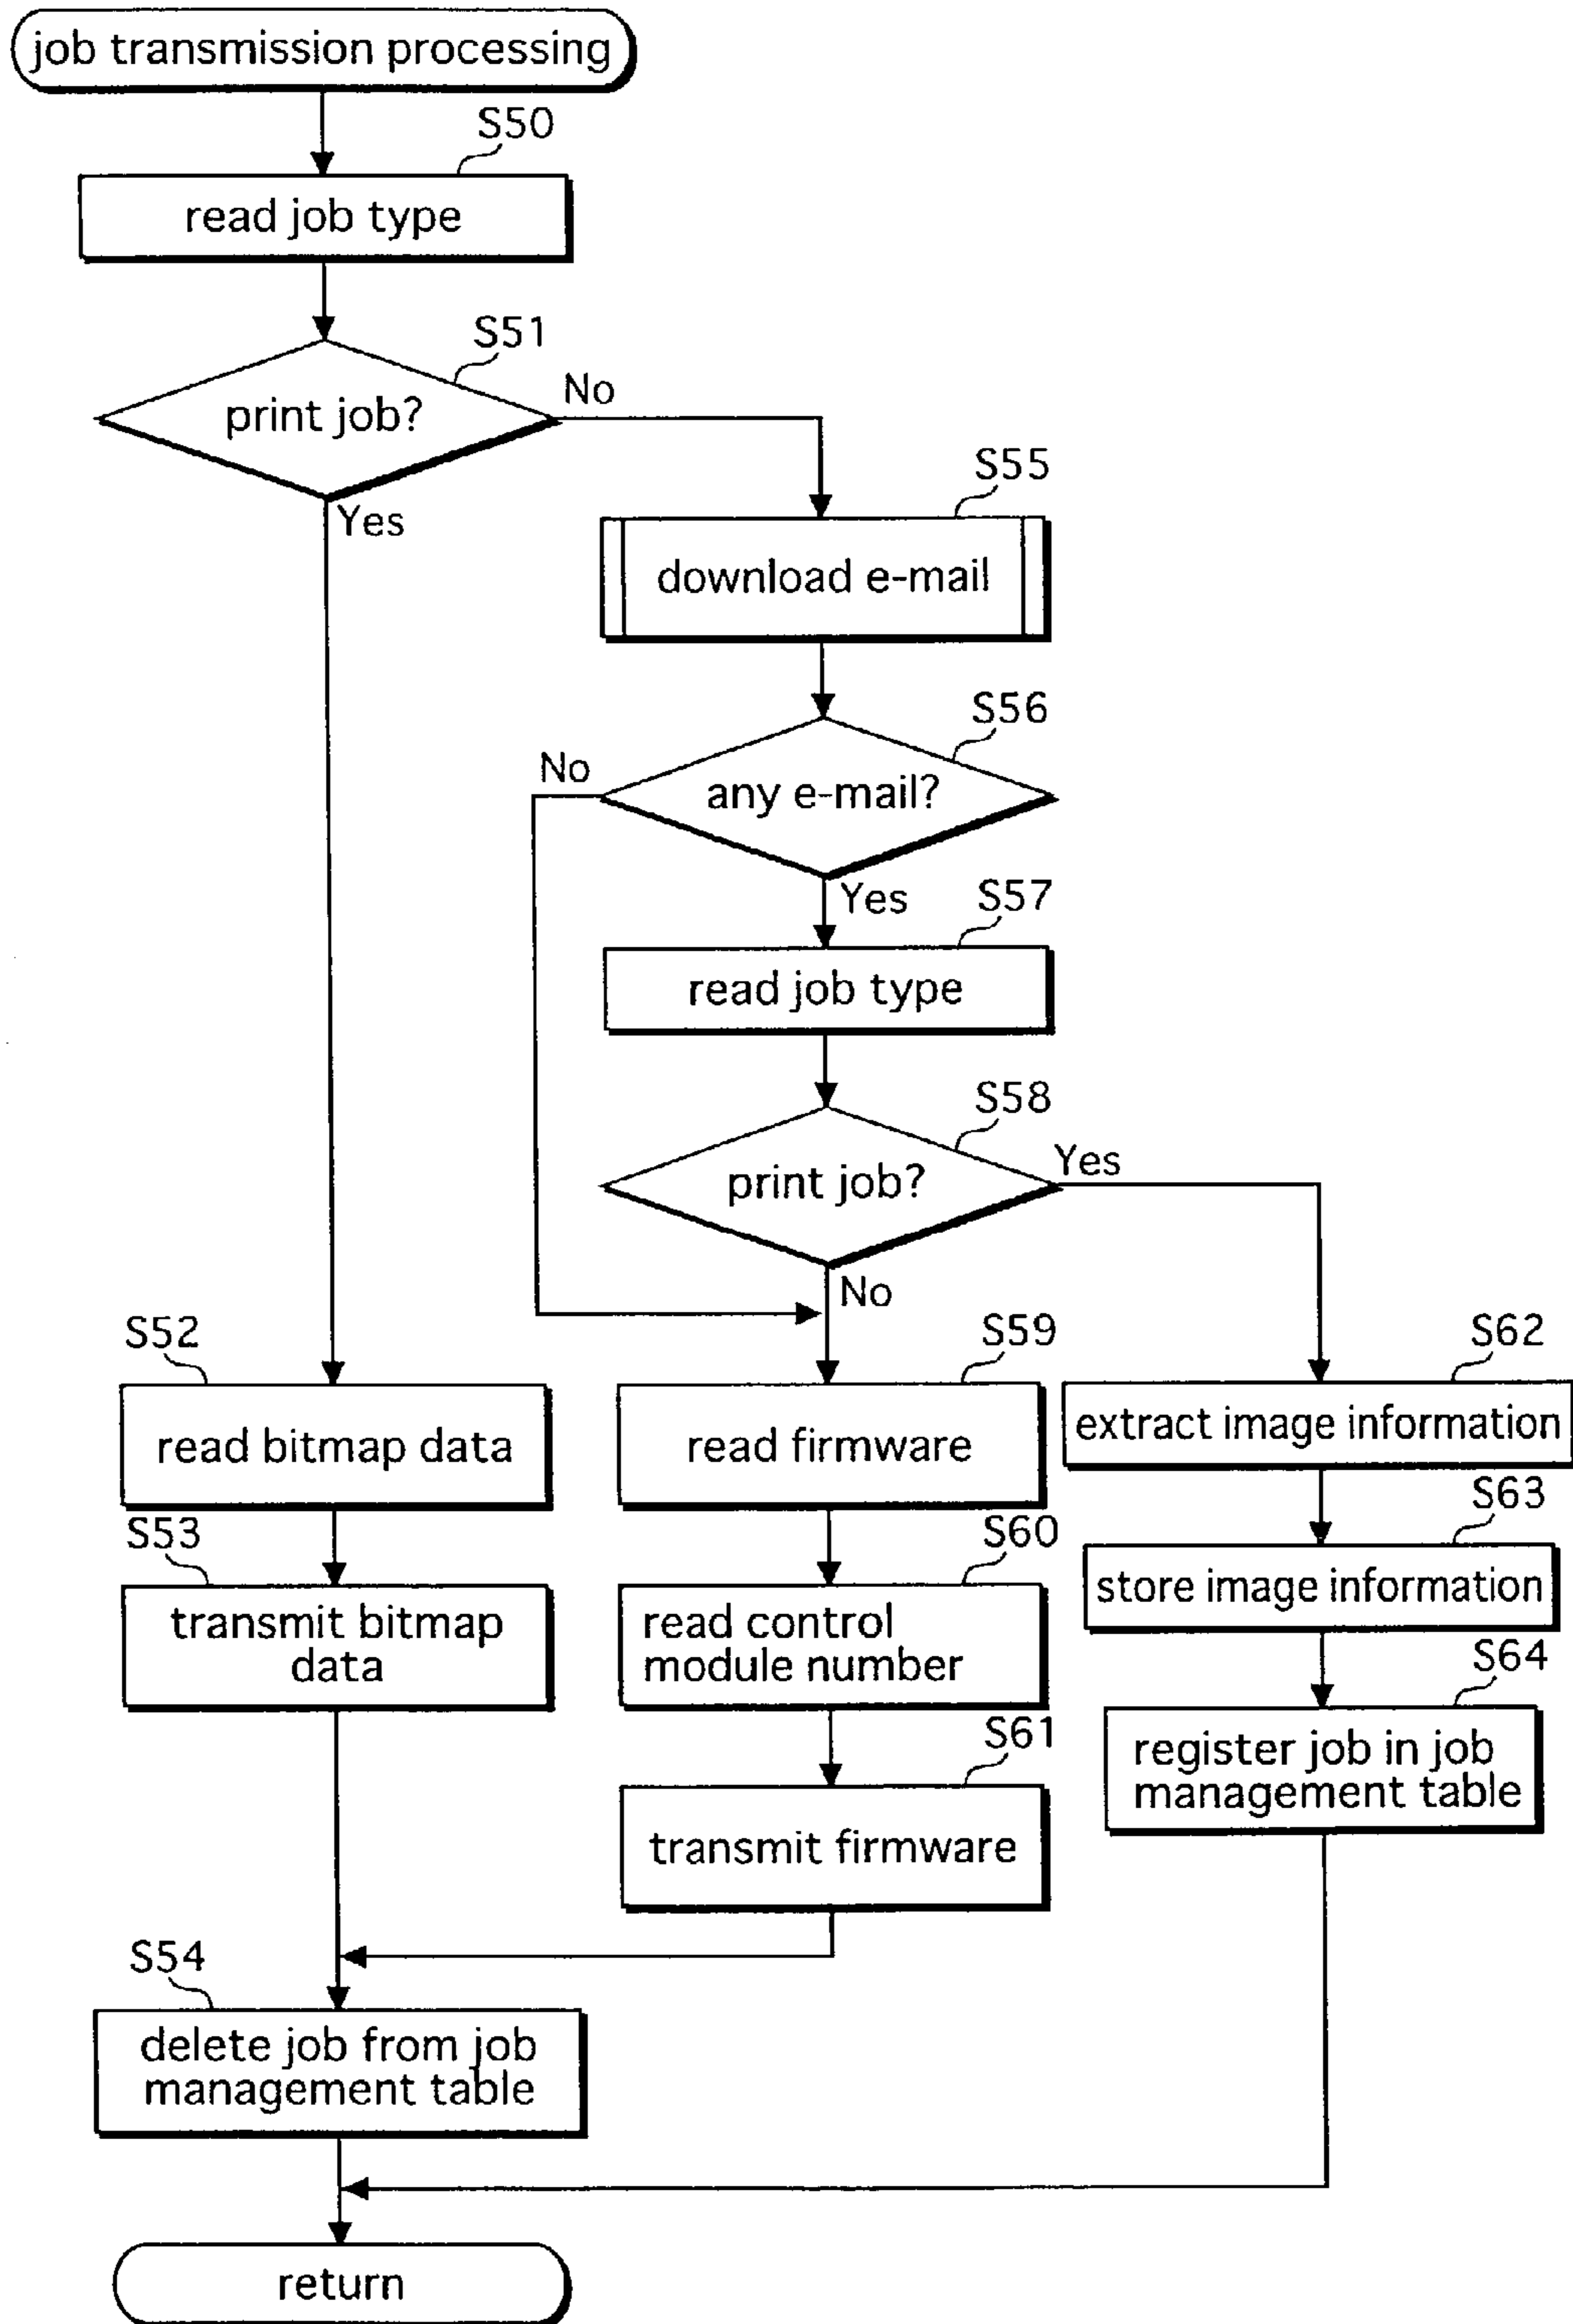 job transmission processing
S50
read job type
S51
print job?
No
Yes
S55
download e-mail
S56
No
any e-mail?
Yes
S57
read job type
S58
Yes
print job?
No
S52
read bitmap data
S53
transmit bitmap
data
S59
read firmware
S60
read control
module number
S61
transmit firmware
S62
extract image information
S63
store image information
S64
register job in job
management table
S54
delete job from job
management table
return